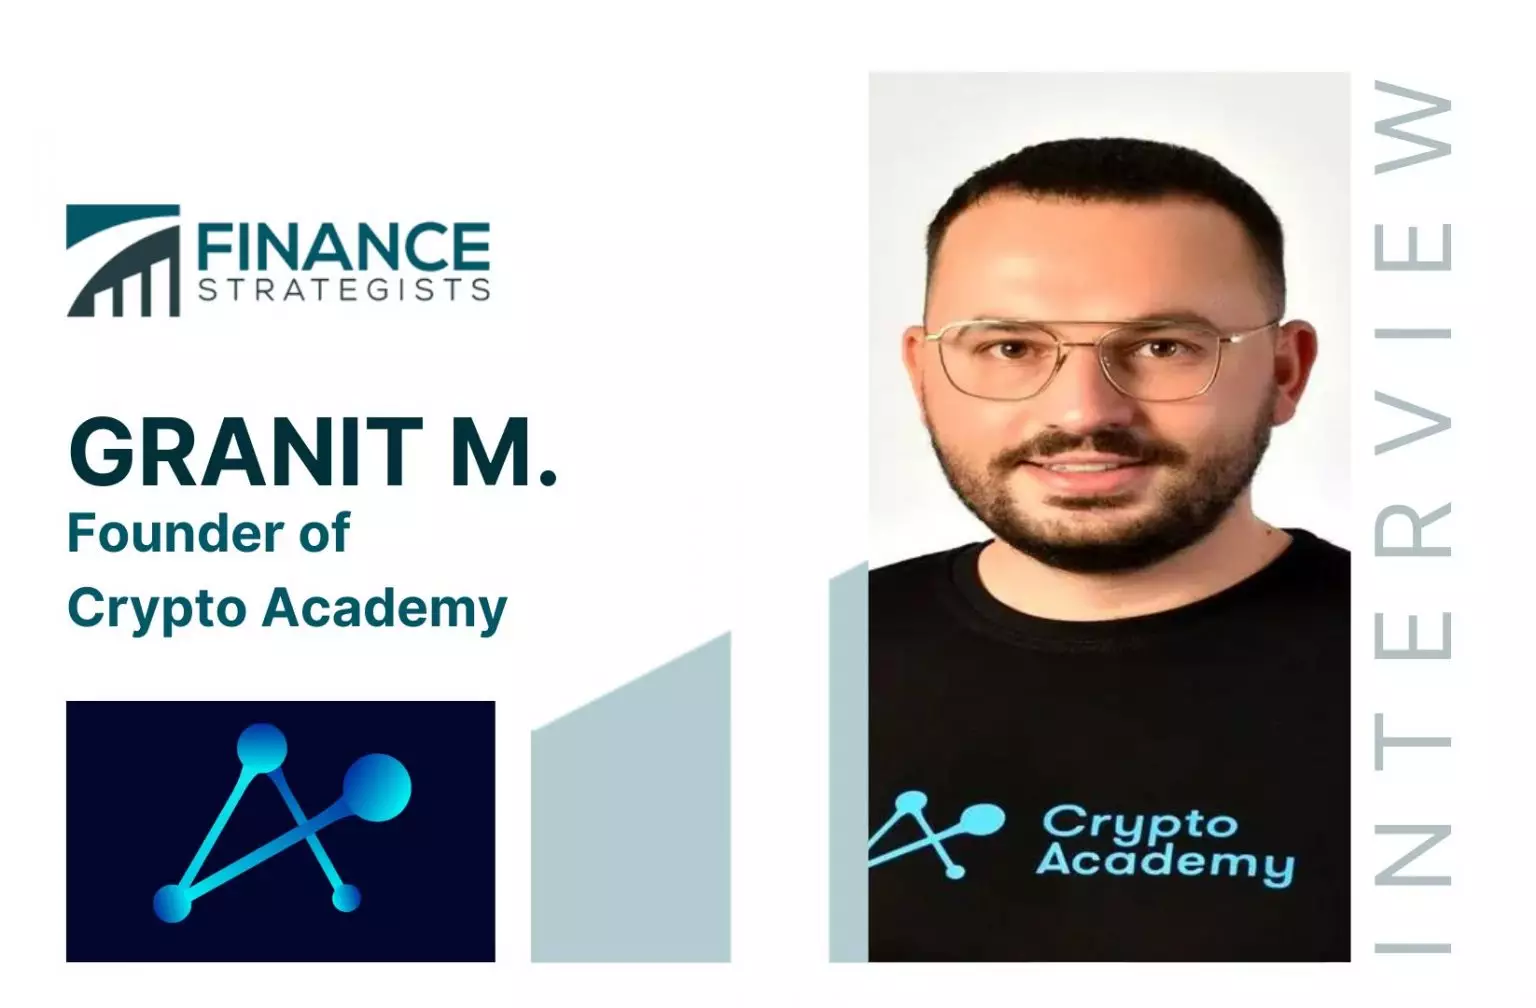 FINANCE
STRATEGISTS
GRANIT M.
Founder of
Crypto Academy
Crypto
Academy
INTERVIEW